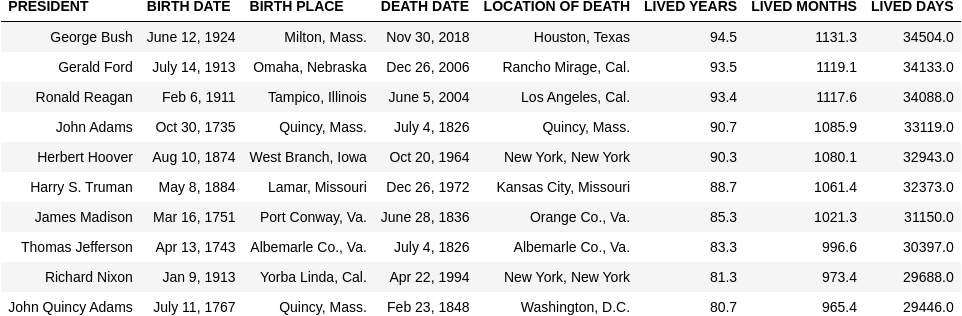 PRESIDENT BIRTH DATE BIRTH PLACE DEATH DATE LOCATION OF DEATH LIVED YEARS LIVED MONTHS LIVED DAYS
George Bush June 12, 1924 Milton, Mass. Nov 30, 2018 Houston, Texas 94.5 1131.3 34504.0
Gerald Ford July 14, 1913 Omaha, Nebraska Dec 26, 2006 Rancho Mirage, Cal. 93.5 1119.1 34133.0
Ronald Reagan Feb 6, 1911 Tampico, Illinois June 5, 2004 Los Angeles, Cal. 93.4 1117.6 34088.0
John Adams Oct 30, 1735 Quincy, Mass. July 4, 1826 Quincy, Mass. 90.7 1085.9 33119.0
Herbert Hoover Aug 10, 1874 West Branch, Iowa Oct 20, 1964 New York, New York 90.3 1080.1 32943.0
Harry S. Truman May 8, 1884 Lamar, Missouri Dec 26, 1972 Kansas City, Missouri 88.7 1061.4 32373.0
James Madison Mar 16, 1751 Port Conway, Va. June 28, 1836 Orange Co., Va. 85.3 1021.3 31150.0
Thomas Jefferson Apr 13, 1743 Albemarle Co., Va. July 4, 1826 Albemarle Co., Va. 83.3 996.6 30397.0
Richard Nixon Jan 9, 1913 Yorba Linda, Cal. Apr 22, 1994 New York, New York 81.3 973.4 29688.0
John Quincy Adams July 11, 1767 Quincy, Mass. Feb 23, 1848 Washington, D.C. 80.7 965.4 29446.0